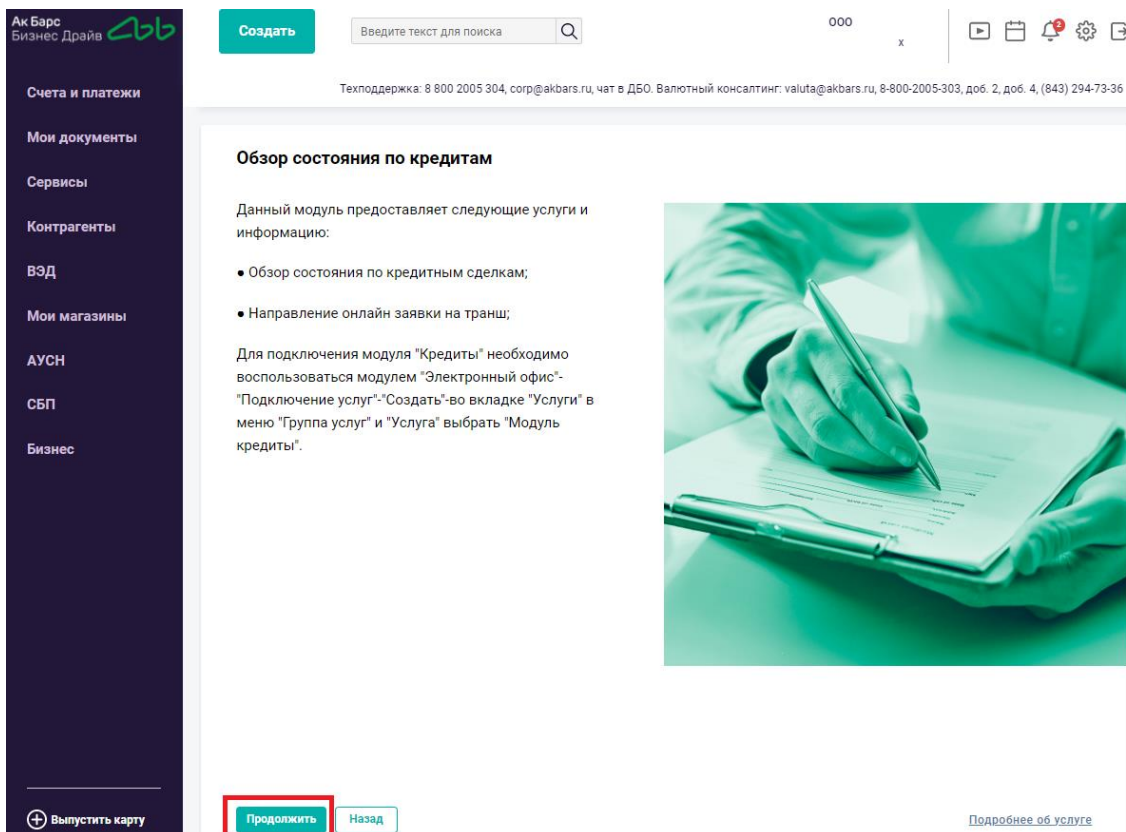 Ак Барс
Бизнес Драйв
Создать
Введите текст для поиска
ООО
х
2
Техподдержка: 8 800 2005 304, corp@akbars.ru, чат в ДБО. Валютный консалтинг: valuta@akbars.ru, 8-800-2005-303, доб. 2, доб. 4, (843) 294-73-36
Счета и платежи
Мои документы
Сервисы
Контрагенты
ВЭД
Мои магазины
АУСН
СБП
Бизнес
Выпустить карту
Обзор состояния по кредитам
Данный модуль предоставляет следующие услуги и
информацию:
● Обзор состояния по кредитным сделкам;
● Направление онлайн заявки на транш;
Для подключения модуля "Кредиты" необходимо
воспользоваться модулем "Электронный офис"-
"Подключение услуг"-"Создать"-во вкладке "Услуги" в
меню "Группа услуг" и "Услуга" выбрать "Модуль
кредиты".
Продолжить
Назад
Подробнее об услуге